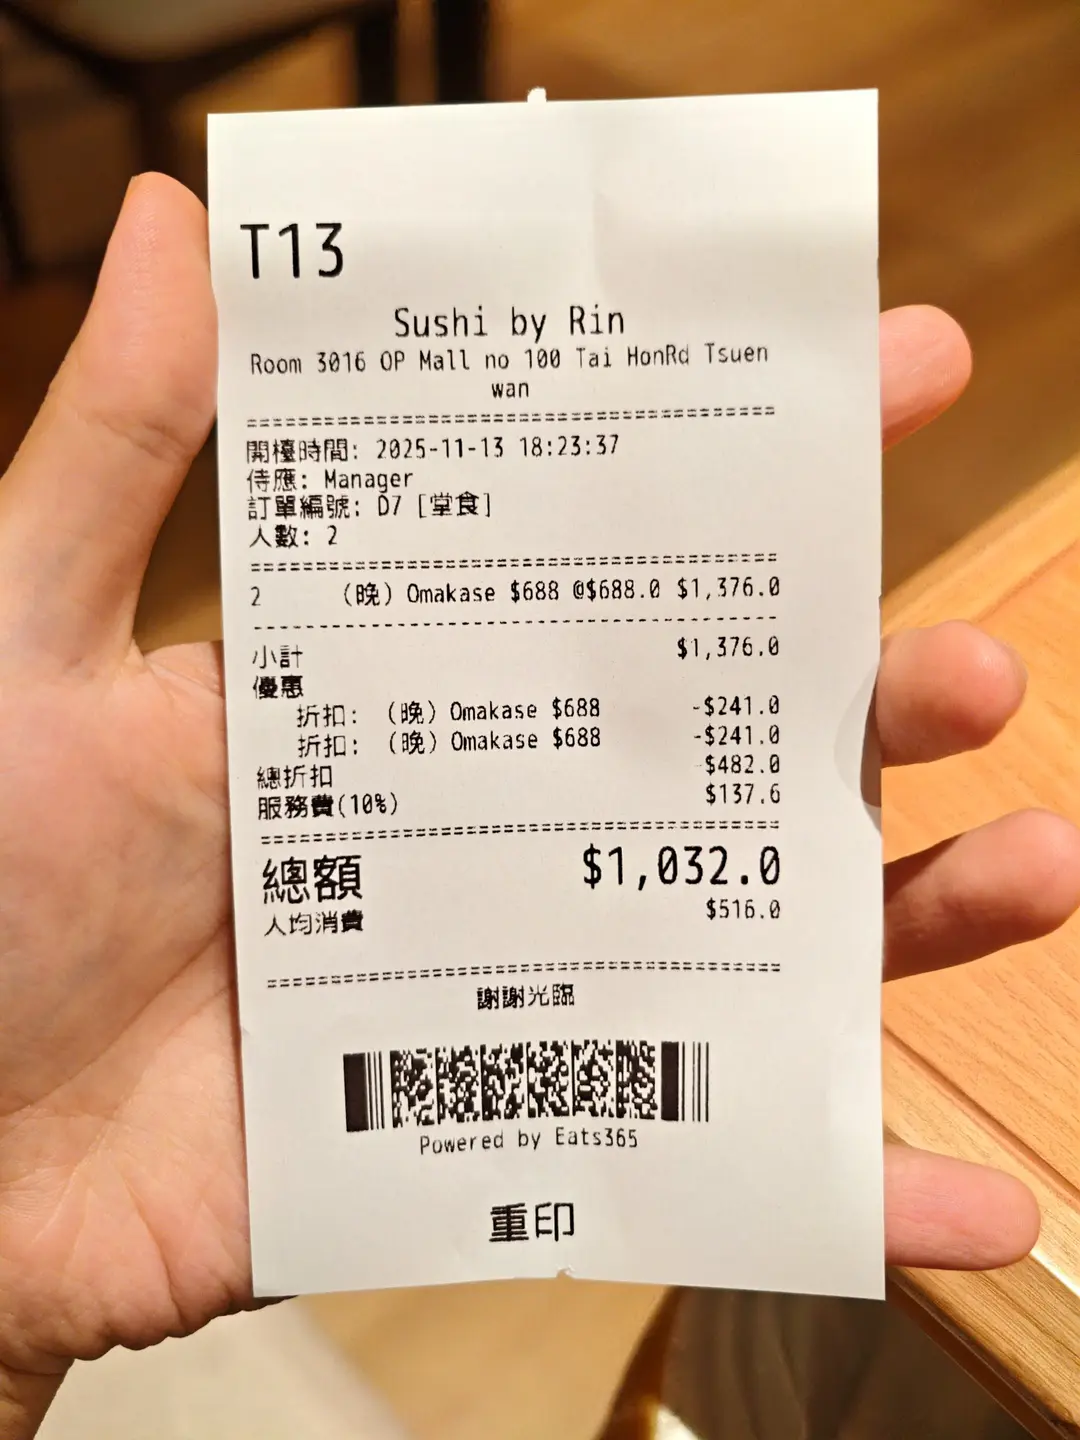 T13
Sushi by Rin
Room 3016 OP Mall no 100 Tai HonRd Tsuen
wan
開檯時間: 2025-11-13 18:23:37
侍應: Manager
訂單編號: D7 [堂食]
人數: 2
2 (晚) Omakase $688 @$688.0 $1,376.0
小計 $1,376.0
優惠
折扣: (晚) Omakase $688 -$241.0
折扣: (晚) Omakase $688 -$241.0
總折扣 -$482.0
服務費(10%) $137.6
總額 $1,032.0
人均消費 $516.0
謝謝光臨
Powered by Eats365
重印